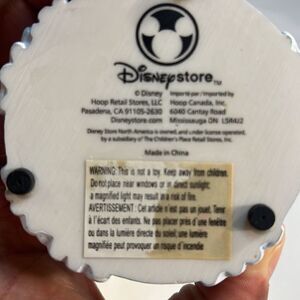 Disney store™
© Disney
Hoop Retail Stores, LLC
Pasadena, CA 91105-2630
Disneystore.com
Importé par / Imported by
Hoop Canada, Inc.
6040 Cantay Road
Mississauga ON L5R4J2
Disney Store North America is owned, and under license operated,
by a subsidiary of The Children's Place.
Made in China
WARNING: This is not a toy. Keep away from children.
Do not place near windows or in direct sunlight;
a magnified light may result in a risk of fire.
AVERTISSEMENT : Cet article n'est pas un jouet. Tenir
à l'écart des enfants. Ne pas placer près d'une fenêtre
ou dans la lumière directe du soleil; une lumière
magnifiée peut provoquer un risque d'incendie